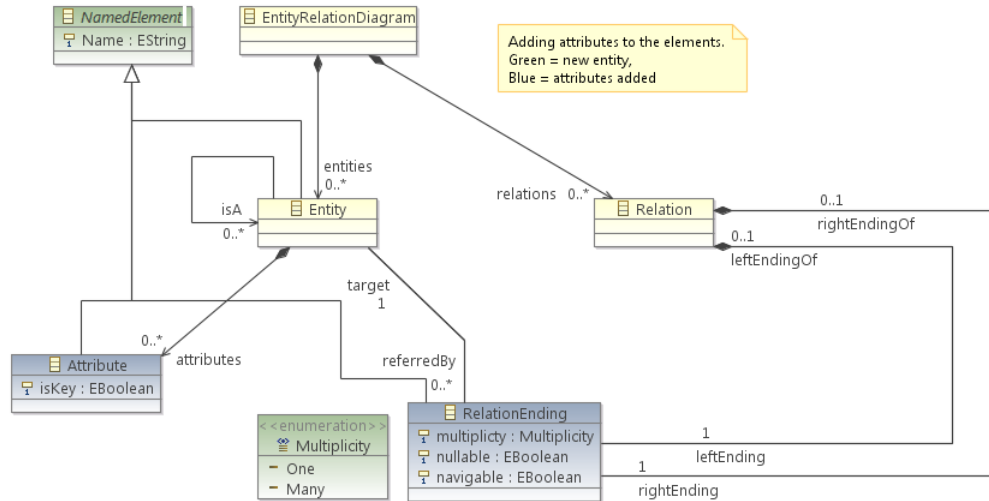 NamedElement
Name : EString
EntityRelationDiagram
Adding attributes to the elements.
Green = new entity,
Blue = attributes added
entities
0..*
relations 0..*
isA
0..*
Entity
Relation
0..1
rightEndingOf
0..1
leftEndingOf
target
1
0..*
attributes
referredBy
0..*
Attribute
isKey : EBoolean
<<enumeration>>
Multiplicity
One
Many
RelationEnding
multiplicty : Multiplicity
nullable : EBoolean
navigable : EBoolean
1
leftEnding
1
rightEnding